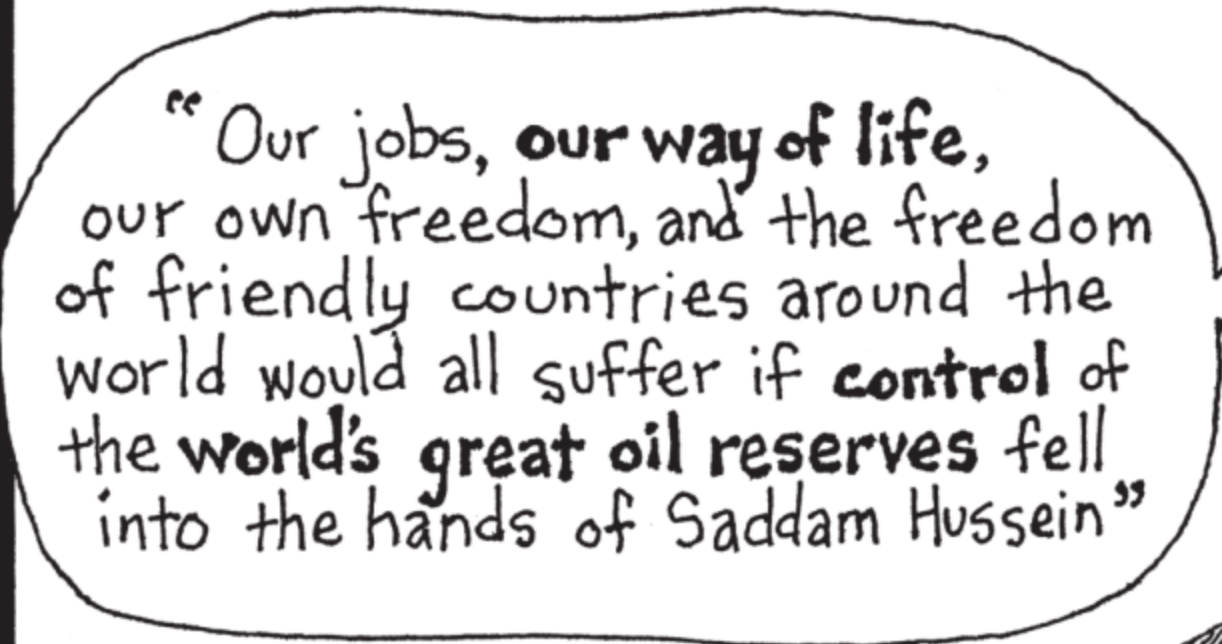 “Our jobs, our way of life,
our own freedom, and the freedom
of friendly countries around the
world would all suffer if control of
the world's great oil reserves fell
into the hands of Saddam Hussein”